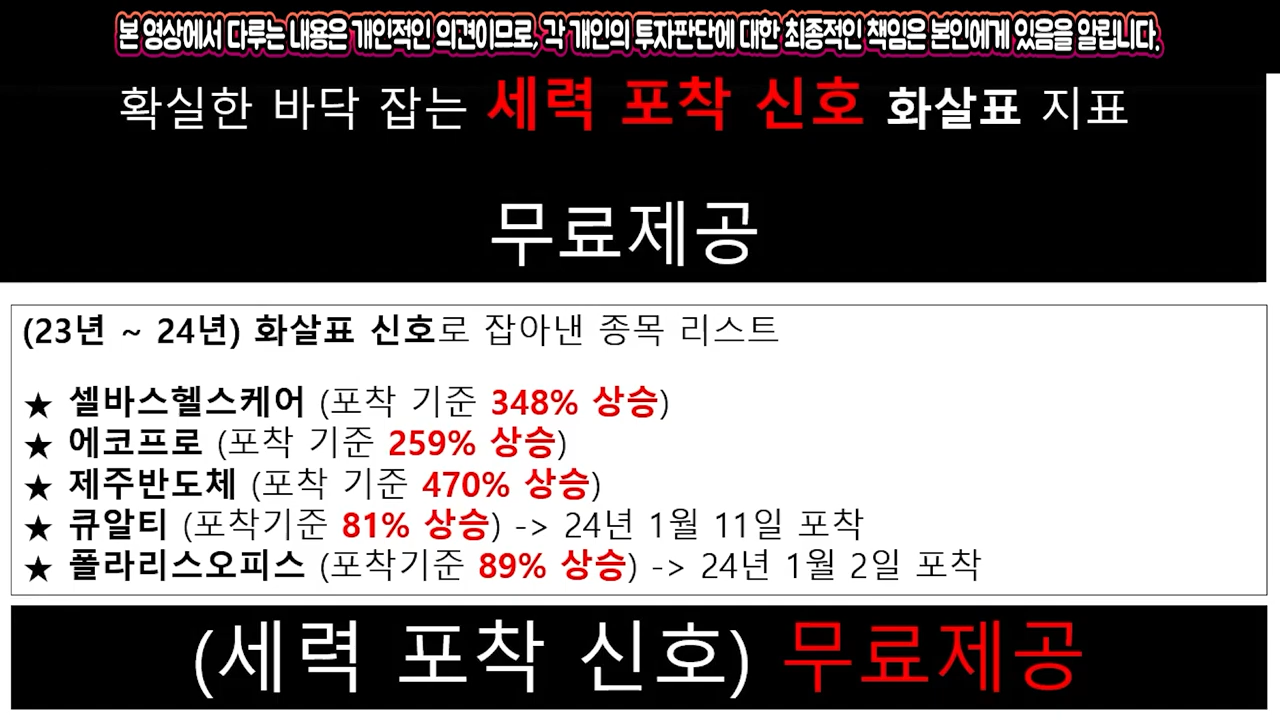 본 영상에서 다루는 내용은 개인적인 의견이므로, 각 개인의 투자판단에 대한 최종적인 책임은 본인에게 있음을 알립니다.
확실한 바닥 잡는 세력 포착 신호 화살표 지표
무료제공
(23년 ~ 24년) 화살표 신호로 잡아낸 종목 리스트
★ 셀바스헬스케어 (포착 기준 348% 상승)
★ 에코프로 (포착 기준 259% 상승)
★ 제주반도체 (포착 기준 470% 상승)
★ 큐알티 (포착기준 81% 상승) -> 24년 1월 11일 포착
★ 폴라리스오피스 (포착기준 89% 상승) -> 24년 1월 2일 포착
(세력 포착 신호) 무료제공